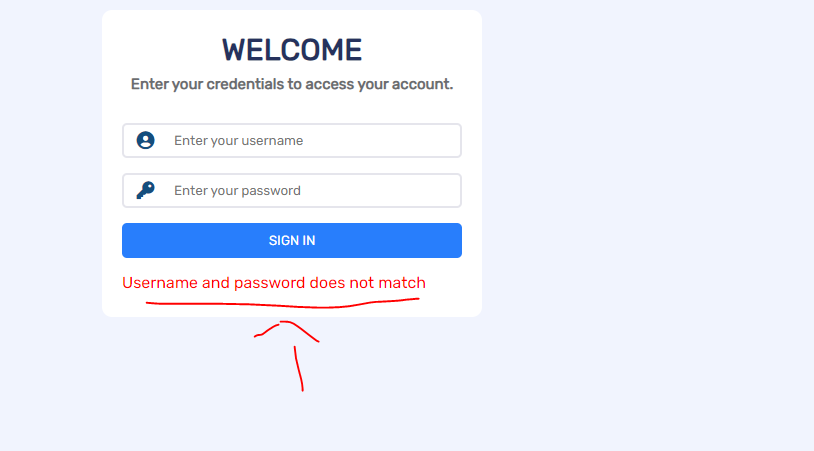 WELCOME
Enter your credentials to access your account.
Enter your username
Enter your password
SIGN IN
Username and password does not match